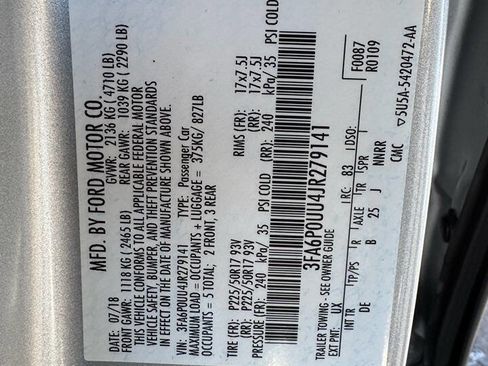 MFD. BY FORD MOTOR CO.
07/18 GVWR: 2136 KG (4710 LB)
FRONT GAWR: 1118 KG (2465 LB) REAR GAWR: 1039 KG (2290 LB)
THIS VEHICLE CONFORMS TO ALL APPLICABLE FEDERAL MOTOR
VEHICLE SAFETY, BUMPER, AND THEFT PREVENTION STANDARDS
IN EFFECT ON THE DATE OF MANUFACTURE SHOWN ABOVE.
VIN: 3FA6P0UU4JR279141 TYPE: Passenger Car
MAXIMUM LOAD = OCCUPANTS + LUGGAGE = 375KG/ 827LB
OCCUPANTS = 5 TOTAL; 2 FRONT, 3 REAR
TIRE (FR): P225/50R17 93V RIMS (FR): 17x7.5J
TIRE (RR): P225/50R17 93V RIMS (RR): 17x7.5J
PRESSURE (FR): 240 kPa/ 35 PSI COLD (RR): 240 kPa/ 35 PSI COLD
3FA6P0UU4JR279141
TRAILER TOWING - SEE OWNER GUIDE F0087
EXT PNT: UX RC: 83 DSO: R0109
INT TR TP/PS R AXLE TR SPR
DE B 25 J NNRR
CMC 5U5A-5420472-AA